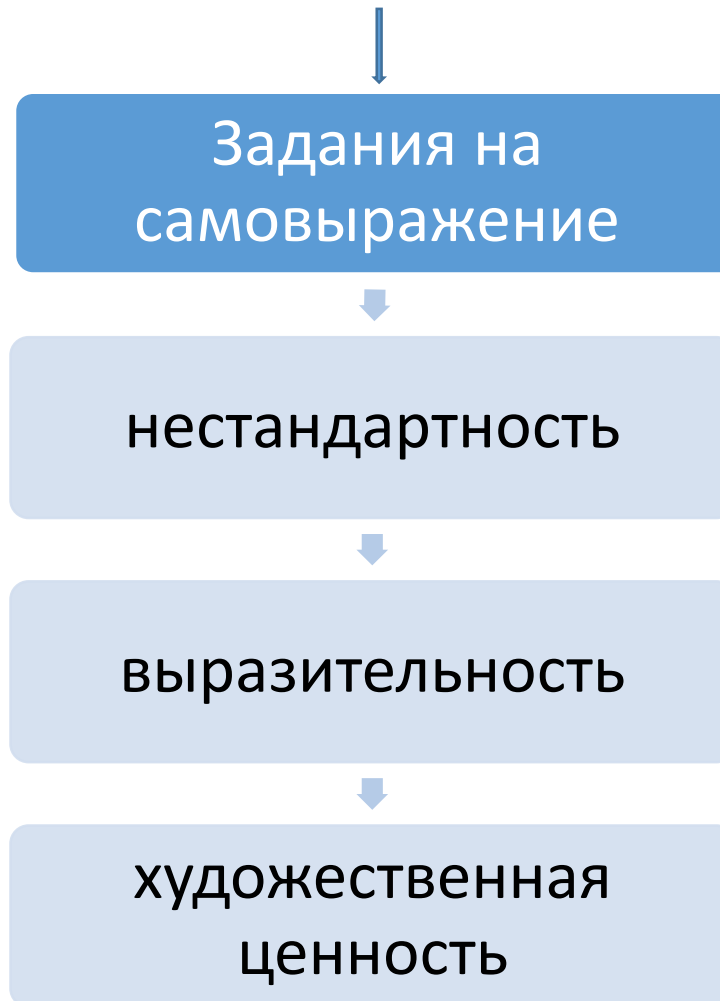 Задания на
самовыражение
нестандартность
выразительность
художественная
ценность